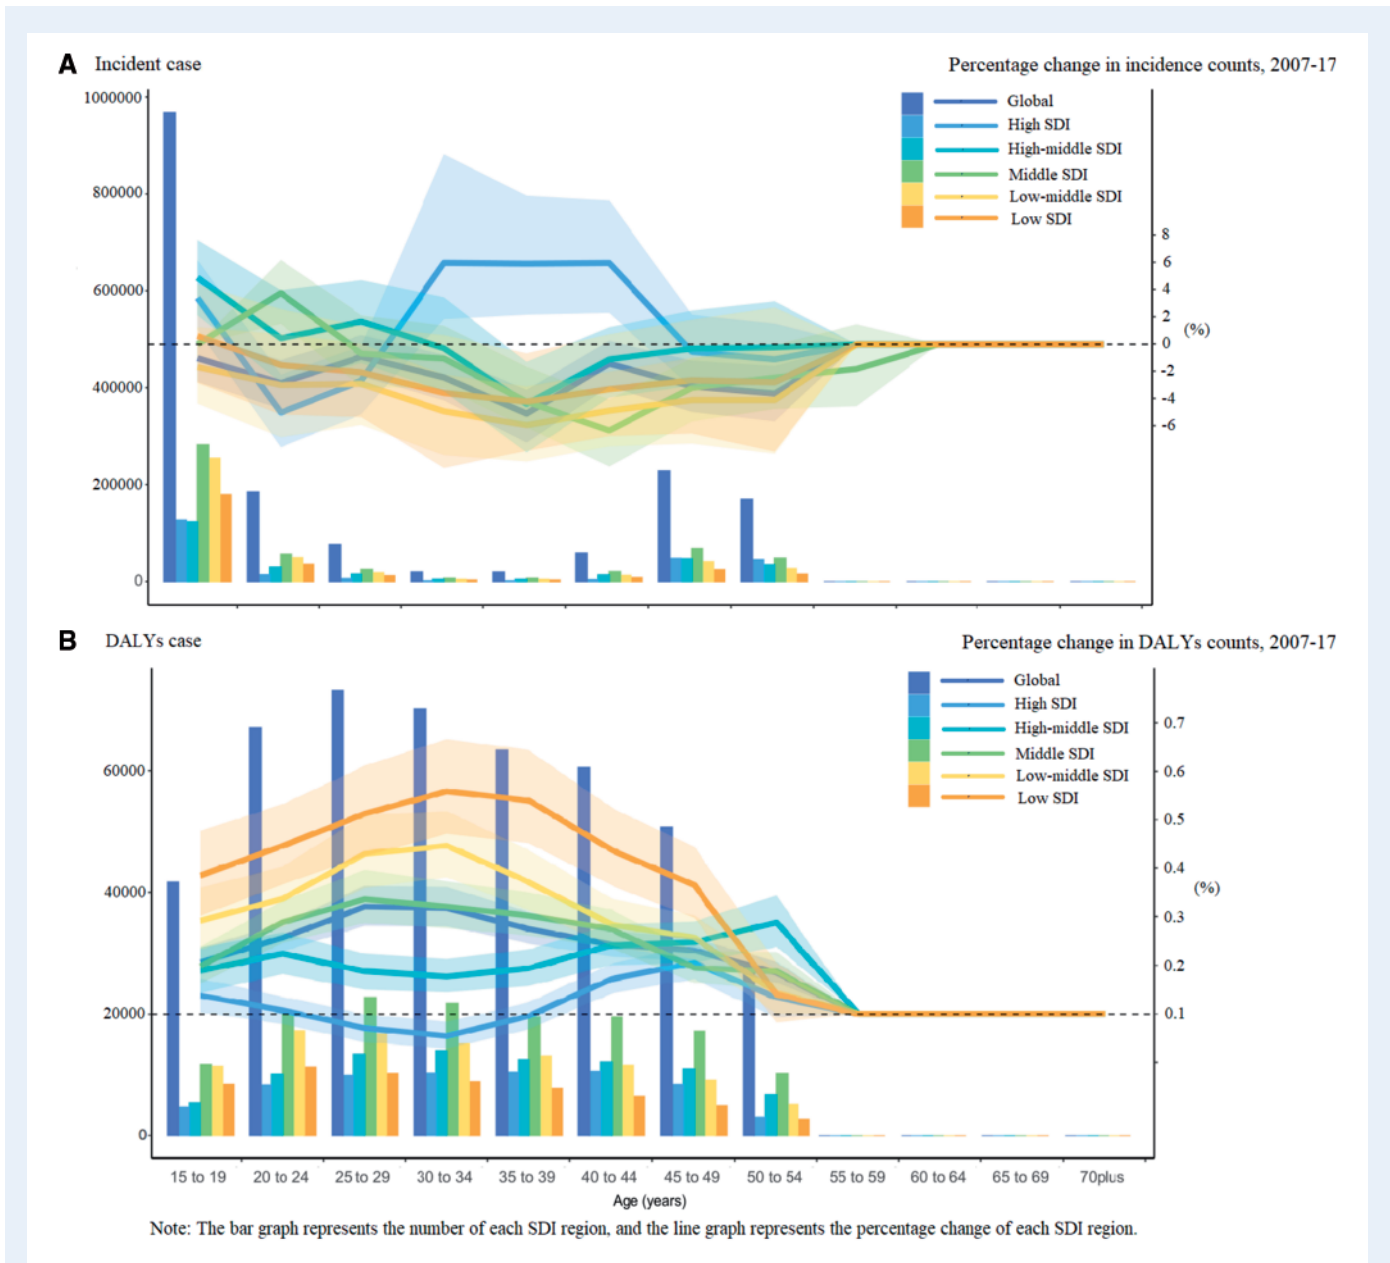 A Incident case
Percentage change in incidence counts, 2007-17
1000000
800000
600000
400000
200000
0
Global
High SDI
High-middle SDI
Middle SDI
Low-middle SDI
Low SDI
8
6
4
2
0
-2
-4
-6
(%)
B DALYs case
Percentage change in DALYs counts, 2007-17
60000
40000
20000
0
Global
High SDI
High-middle SDI
Middle SDI
Low-middle SDI
Low SDI
0.7
0.6
0.5
0.4
0.3
0.2
0.1
(%)
15 to 19 20 to 24 25 to 29 30 to 34 35 to 39 40 to 44 45 to 49 50 to 54 55 to 59 60 to 64 65 to 69 70plus
Age (years)
Note: The bar graph represents the number of each SDI region, and the line graph represents the percentage change of each SDI region.